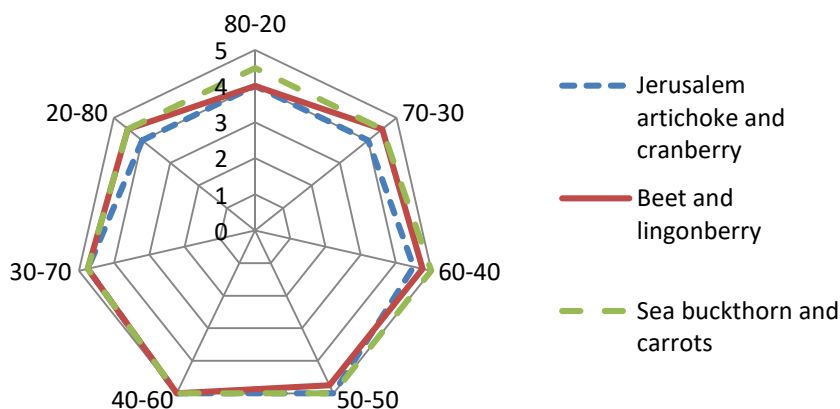 80-20
5
4
3
2
1
0
70-30
60-40
50-50
40-60
30-70
20-80
Jerusalem
artichoke and
cranberry
Beet and
lingonberry
Sea buckthorn and
carrots